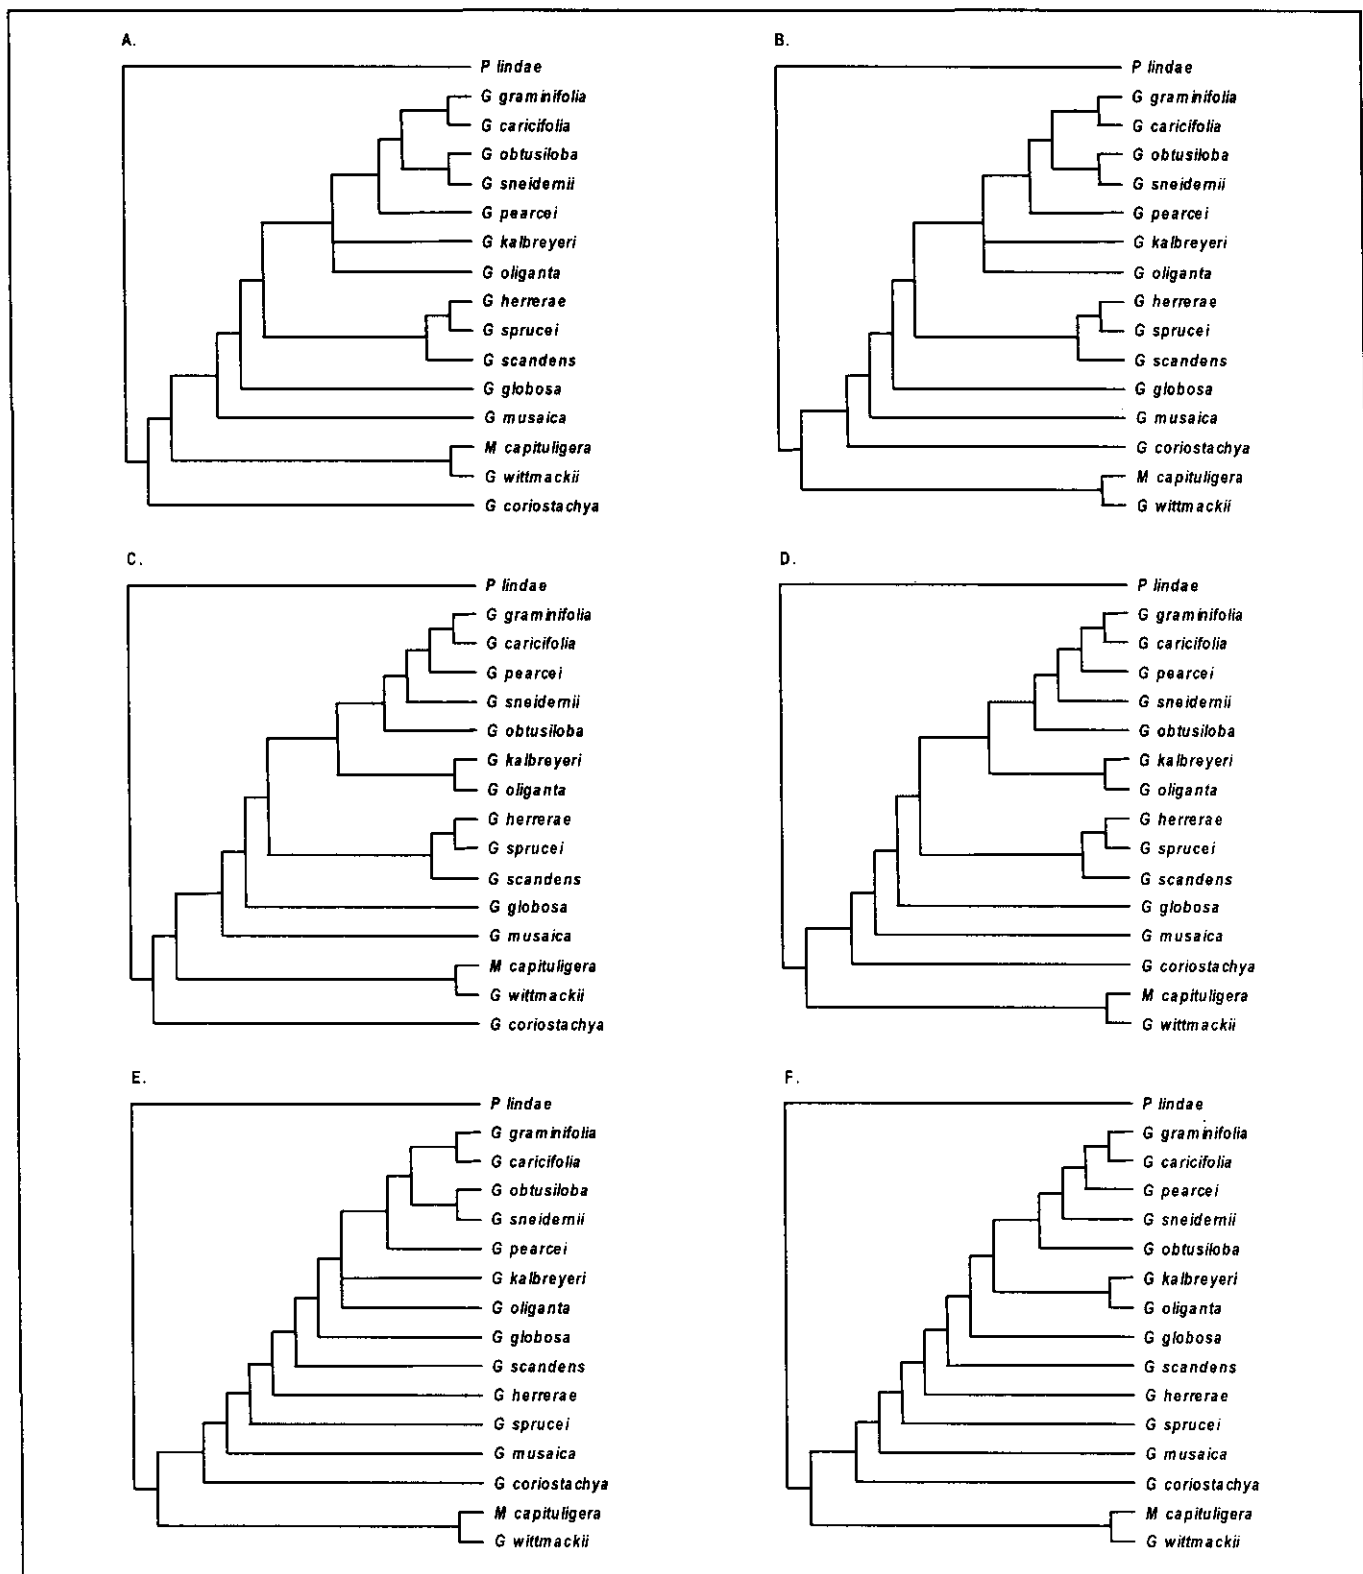 A.
P lindae
G graminifolia
G caricifolia
G obtusiloba
G sneidernii
G pearcei
G kalbreyeri
G oliganta
G herrerae
G sprucei
G scandens
G globosa
G musaica
M capituligera
G wittmackii
G coriostachya
B.
P lindae
G graminifolia
G caricifolia
G obtusiloba
G sneidernii
G pearcei
G kalbreyeri
G oliganta
G herrerae
G sprucei
G scandens
G globosa
G musaica
G coriostachya
M capituligera
G wittmackii
C.
P lindae
G graminifolia
G caricifolia
G pearcei
G sneidernii
G obtusiloba
G kalbreyeri
G oliganta
G herrerae
G sprucei
G scandens
G globosa
G musaica
M capituligera
G wittmackii
G coriostachya
D.
P lindae
G graminifolia
G caricifolia
G pearcei
G sneidernii
G obtusiloba
G kalbreyeri
G oliganta
G herrerae
G sprucei
G scandens
G globosa
G musaica
G coriostachya
M capituligera
G wittmackii
E.
P lindae
G graminifolia
G caricifolia
G obtusiloba
G sneidernii
G pearcei
G kalbreyeri
G oliganta
G globosa
G scandens
G herrerae
G sprucei
G musaica
G coriostachya
M capituligera
G wittmackii
F.
P lindae
G graminifolia
G caricifolia
G pearcei
G sneidernii
G obtusiloba
G kalbreyeri
G oliganta
G globosa
G scandens
G herrerae
G sprucei
G musaica
G coriostachya
M capituligera
G wittmackii